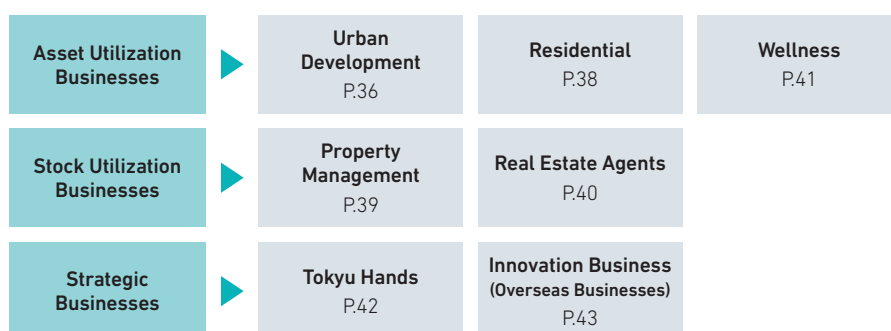 Asset Utilization
Businesses
Urban
Development
P.36
Residential
P.38
Wellness
P.41
Stock Utilization
Businesses
Property
Management
P.39
Real Estate Agents
P.40
Strategic
Businesses
Tokyu Hands
P.42
Innovation Business
(Overseas Businesses)
P.43